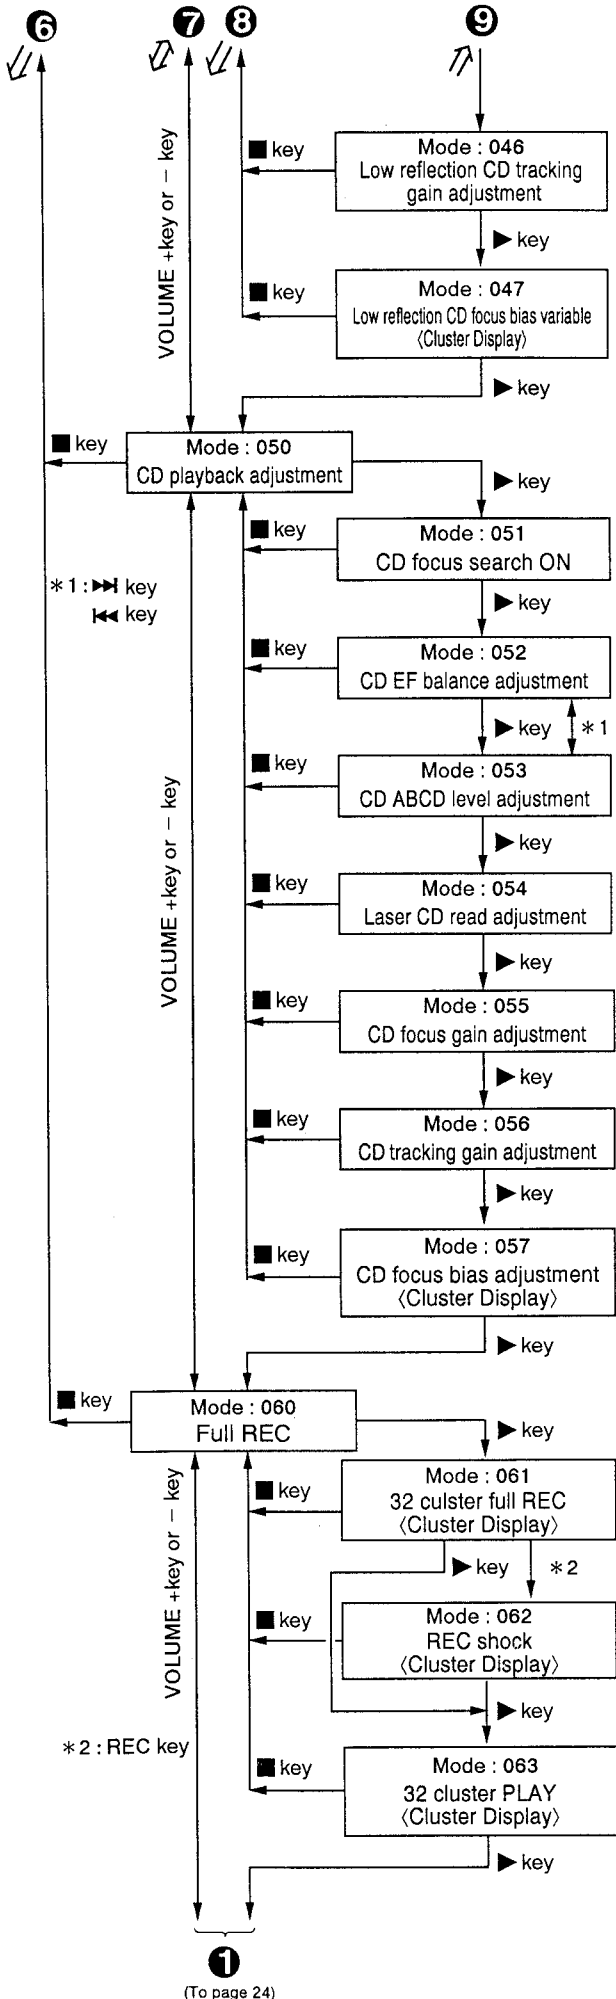 6 7 8 9
Mode : 046
Low reflection CD tracking
gain adjustment
■ key
▶ key
VOLUME +key or − key
Mode : 047
Low reflection CD focus bias variable
〈Cluster Display〉
■ key
▶ key
Mode : 050
CD playback adjustment
■ key
▶ key
Mode : 051
CD focus search ON
■ key
▶ key
*1 : ▶▶| key
|◀◀ key
Mode : 052
CD EF balance adjustment
■ key
▶ key
*1
Mode : 053
CD ABCD level adjustment
■ key
▶ key
VOLUME +key or − key
Mode : 054
Laser CD read adjustment
■ key
▶ key
Mode : 055
CD focus gain adjustment
■ key
▶ key
Mode : 056
CD tracking gain adjustment
■ key
▶ key
Mode : 057
CD focus bias adjustment
〈Cluster Display〉
■ key
▶ key
Mode : 060
Full REC
■ key
▶ key
Mode : 061
32 culster full REC
〈Cluster Display〉
■ key
▶ key
*2
VOLUME +key or − key
Mode : 062
REC shock
〈Cluster Display〉
■ key
▶ key
*2 : REC key
Mode : 063
32 cluster PLAY
〈Cluster Display〉
■ key
▶ key
1
(To page 24)